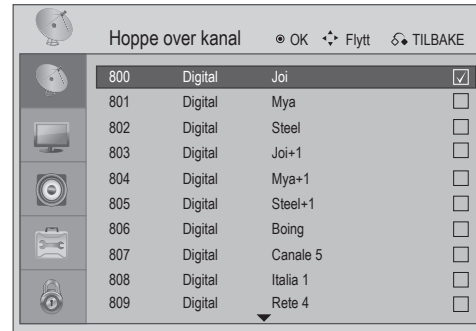 Hoppe over kanal OK Flytt TILBAKE
800 Digital Joi
801 Digital Mya
802 Digital Steel
803 Digital Joi+1
804 Digital Mya+1
805 Digital Steel+1
806 Digital Boing
807 Digital Canale 5
808 Digital Italia 1
809 Digital Rete 4